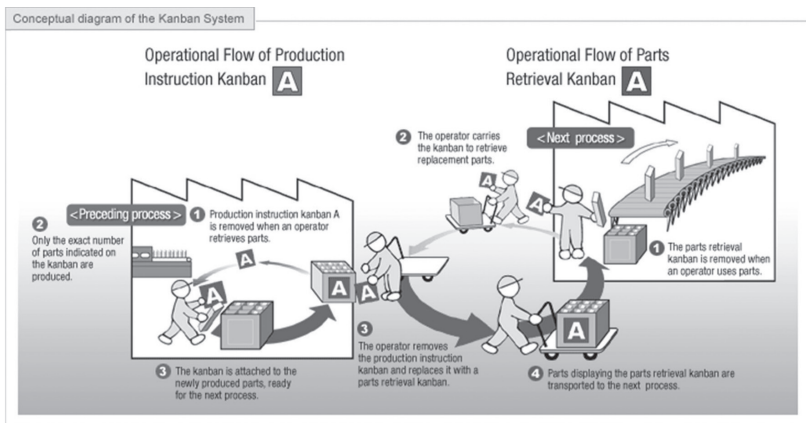 Conceptual diagram of the Kanban System
Operational Flow of Production
Instruction Kanban A
Operational Flow of Parts
Retrieval Kanban A
<Preceding process>
1 Production instruction kanban A
is removed when an operator
retrieves parts.
2
Only the exact number
of parts indicated on
the kanban are
produced.
3 The kanban is attached to the
newly produced parts, ready
for the next process.
A
A
A
A
<Next process>
1 The parts retrieval
kanban is removed when
an operator uses parts.
2 The operator carries
the kanban to retrieve
replacement parts.
A
A
3
The operator removes
the production instruction
kanban and replaces it with a
parts retrieval kanban.
A
4 Parts displaying the parts retrieval kanban are
transported to the next process.